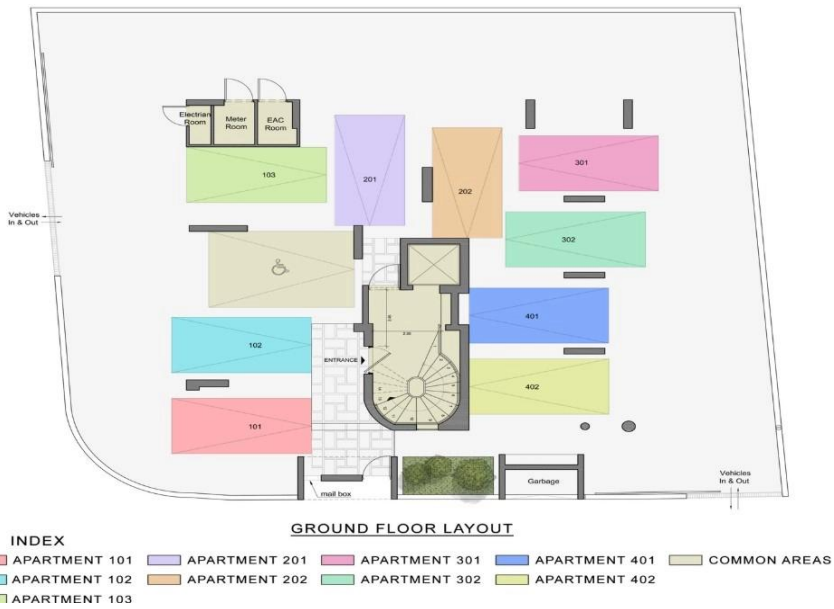 Electrian
Room
Meter
Room
EAC
Room
103
201
202
301
Vehicles
In & Out
302
102
ENTRANCE
401
101
402
mail box
Garbage
Vehicles
In & Out
GROUND FLOOR LAYOUT
INDEX
APARTMENT 101
APARTMENT 201
APARTMENT 301
APARTMENT 401
COMMON AREAS
APARTMENT 102
APARTMENT 202
APARTMENT 302
APARTMENT 402
APARTMENT 103